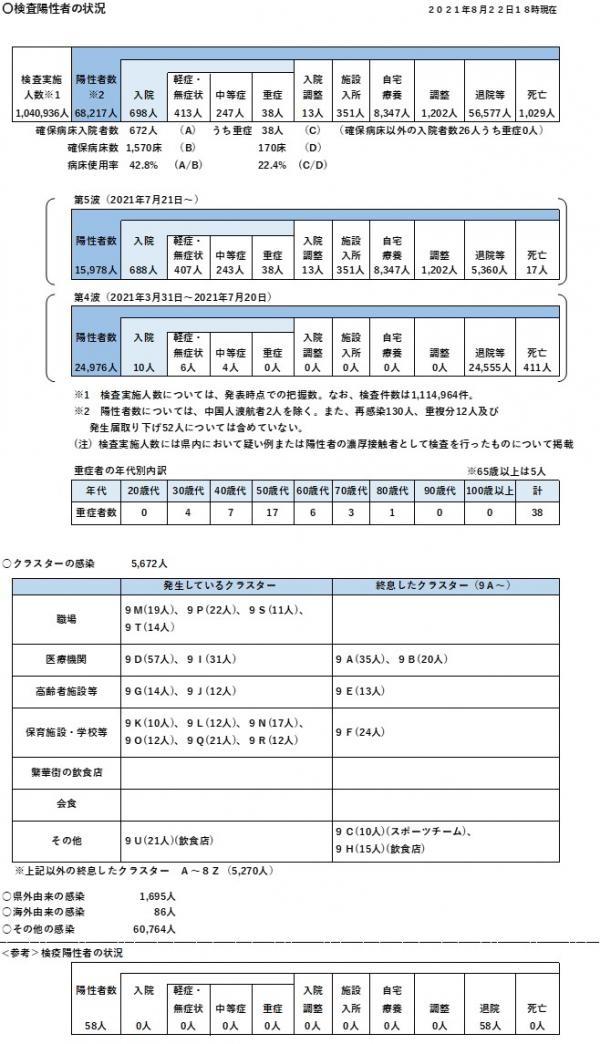 〇検査陽性者の状況
２０２１年８月２２日１８時現在
検査実施人数※1 陽性者数※2 入院 軽症・無症状 中等症 重症 入院調整 施設入所 自宅療養 調整 退院等 死亡
1,040,936人 68,217人 698人 413人 247人 38人 13人 351人 8,347人 1,202人 56,577人 1,029人
確保病床入院者数 672人 (A) うち重症 38人 (C) （確保病床以外の入院者数26人うち重症0人）
確保病床数 1,570床 (B) 170床 (D)
病床使用率 42.8% (A/B) 22.4% (C/D)
第5波（2021年7月21日～）
陽性者数 入院 軽症・無症状 中等症 重症 入院調整 施設入所 自宅療養 調整 退院等 死亡
15,978人 688人 407人 243人 38人 13人 351人 8,347人 1,202人 5,360人 17人
第4波（2021年3月31日～2021年7月20日）
陽性者数 入院 軽症・無症状 中等症 重症 入院調整 施設入所 自宅療養 調整 退院等 死亡
24,976人 10人 6人 4人 0人 0人 0人 0人 0人 24,555人 411人
※1　検査実施人数については、発表時点での把握数。なお、検査件数は1,114,964件。
※2　陽性者数については、中国人渡航者2人を除く。また、再感染130人、重複分12人及び
発生届取り下げ52人については含めていない。
(注)　検査実施人数には県内において疑い例または陽性者の濃厚接触者として検査を行ったものについて掲載
重症者の年代別内訳
※65歳以上は5人
年代 20歳代 30歳代 40歳代 50歳代 60歳代 70歳代 80歳代 90歳代 100歳以上 計
重症者数 0 4 7 17 6 3 1 0 0 38
〇クラスターの感染 5,672人
発生しているクラスター 終息したクラスター（9Ａ～）
職場 ９Ｍ(19人)、９Ｐ(22人)、９Ｓ(11人)、
９Ｔ(14人)
医療機関 ９Ｄ(57人)、９Ｉ(31人) ９Ａ(35人)、９Ｂ(20人)
高齢者施設等 ９Ｇ(14人)、９Ｊ(12人) ９Ｅ(13人)
保育施設・学校等 ９Ｋ(10人)、９Ｌ(12人)、９Ｎ(17人)、
９Ｏ(12人)、９Ｑ(21人)、９Ｒ(12人) ９Ｆ(24人)
繁華街の飲食店
会食
その他 ９Ｕ(21人)(飲食店) ９Ｃ(10人)(スポーツチーム)、
９Ｈ(15人)(飲食店)
※上記以外の終息したクラスター　Ａ～８Ｚ（5,270人）
〇県外由来の感染 1,695人
〇海外由来の感染 86人
〇その他の感染 60,764人
<参考>検疫陽性者の状況
陽性者数 入院 軽症・無症状 中等症 重症 入院調整 施設入所 自宅療養 調整 退院 死亡
58人 0人 0人 0人 0人 0人 0人 0人 0人 58人 0人